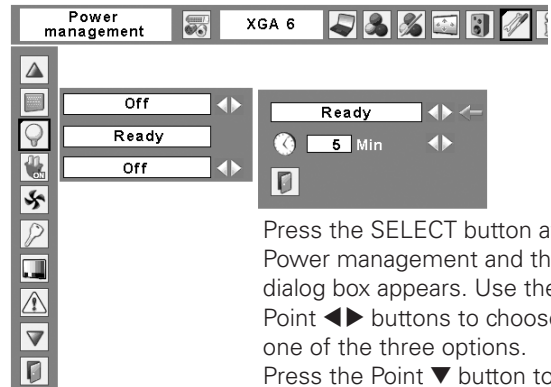 Power
management
XGA 6
Off
Ready
Off
ON
Ready
5 Min
Press the SELECT button a
Power management and th
dialog box appears. Use the
Point ◀▶ buttons to choose
one of the three options.
Press the Point ▼ button to